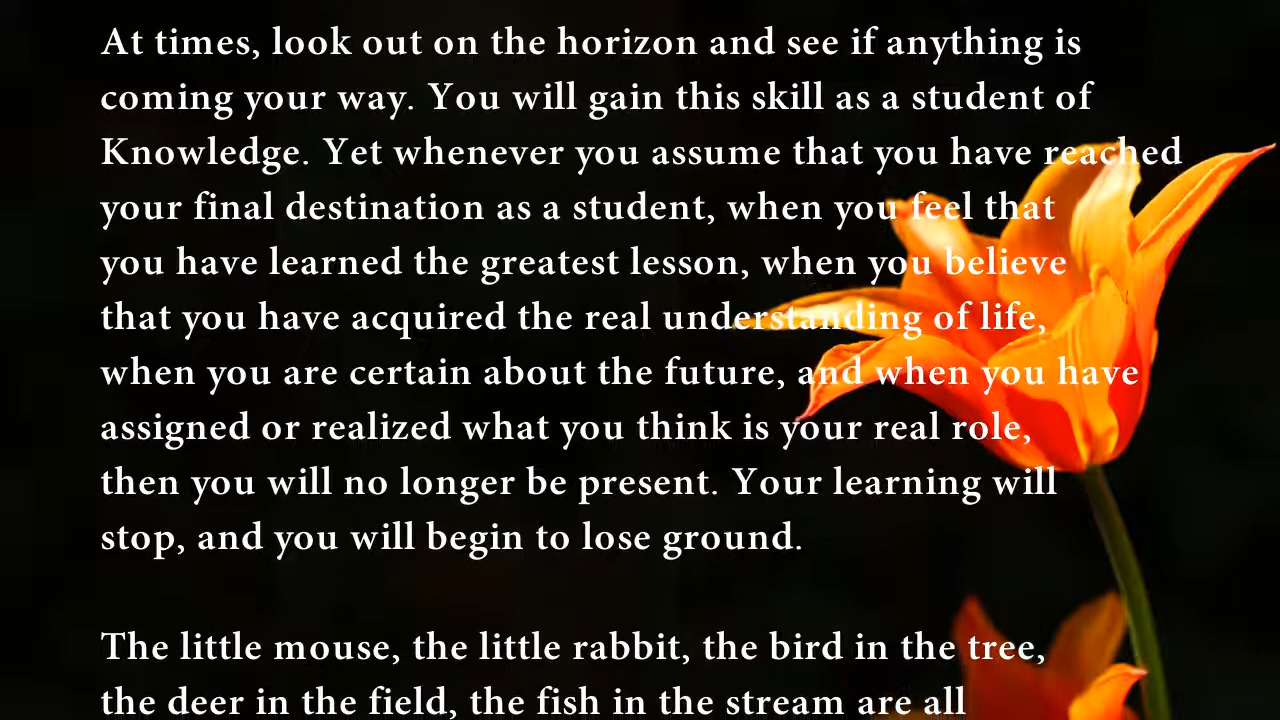 At times, look out on the horizon and see if anything is
coming your way. You will gain this skill as a student of
Knowledge. Yet whenever you assume that you have reached
your final destination as a student, when you feel that
you have learned the greatest lesson, when you believe
that you have acquired the real understanding of life,
when you are certain about the future, and when you have
assigned or realized what you think is your real role,
then you will no longer be present. Your learning will
stop, and you will begin to lose ground.
The little mouse, the little rabbit, the bird in the tree,
the deer in the field, the fish in the stream are all